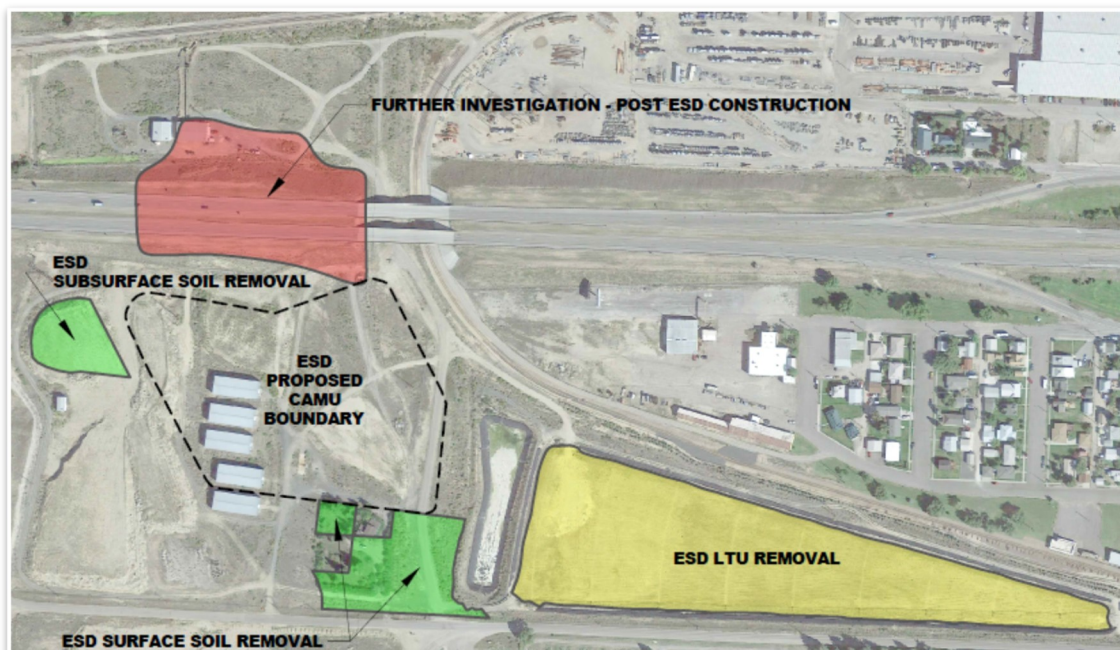 FURTHER INVESTIGATION - POST ESD CONSTRUCTION
ESD
SUBSURFACE SOIL REMOVAL
ESD
PROPOSED
CAMU
BOUNDARY
ESD LTU REMOVAL
ESD SURFACE SOIL REMOVAL